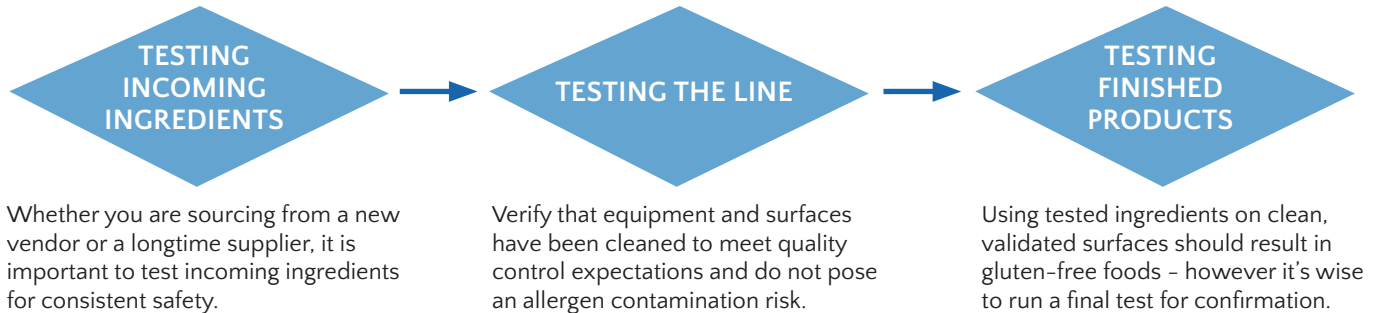 TESTING
INCOMING
INGREDIENTS
TESTING THE LINE
TESTING
FINISHED
PRODUCTS
Whether you are sourcing from a new
vendor or a longtime supplier, it is
important to test incoming ingredients
for consistent safety.
Verify that equipment and surfaces
have been cleaned to meet quality
control expectations and do not pose
an allergen contamination risk.
Using tested ingredients on clean,
validated surfaces should result in
gluten-free foods - however it's wise
to run a final test for confirmation.